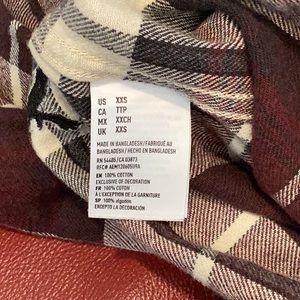 US XXS
CA TTP
MX XXCH
UK XXS
MADE IN BANGLADESH/FABRIQUÉ AU
BANGLADESH/ HECHO EN BANGLADESH
RN 54485/CA 03873
EN 100% COTTON
EXCLUSIVE OF DECORATION
FR 100% COTON
À L'EXCEPTION DE LA GARNITURE
SP 100% algodón
EXCEPTO LA DECORACIÓN